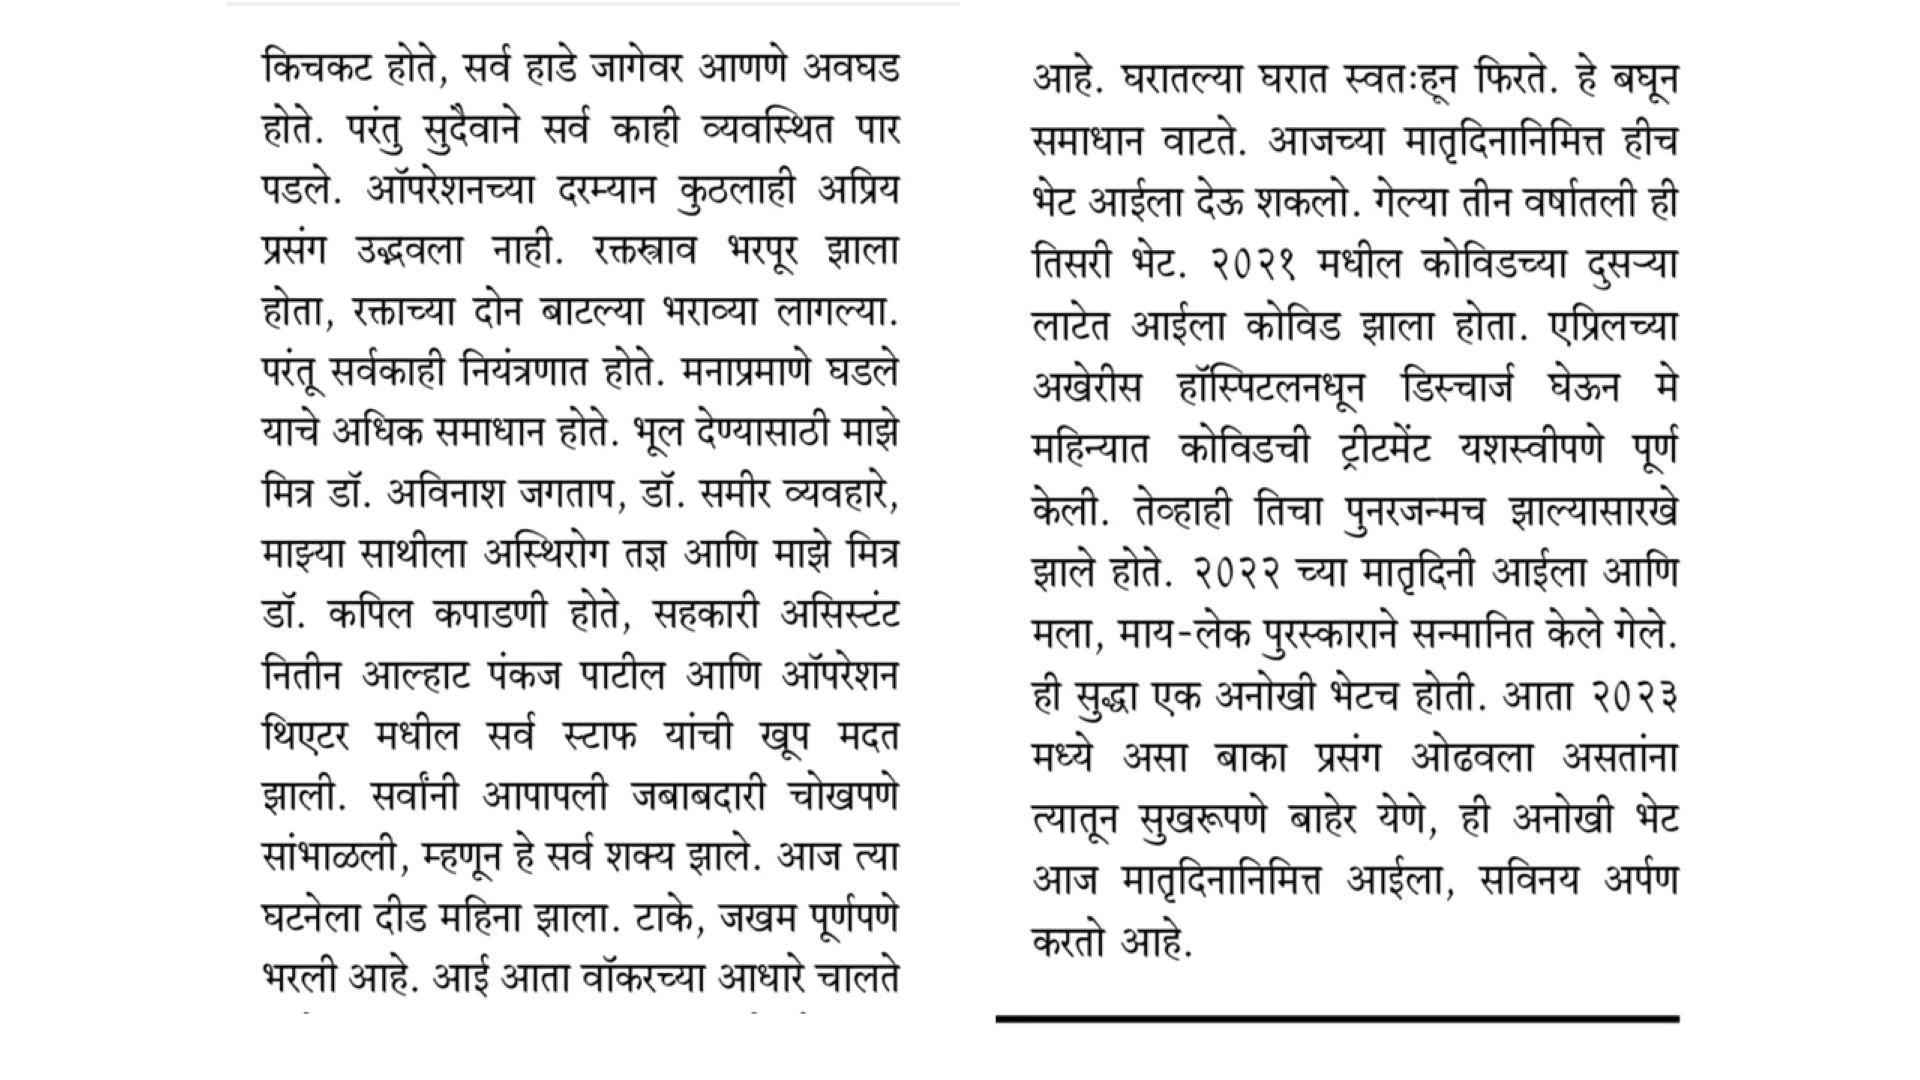 किचकट होते, सर्व हाडे जागेवर आणणे अवघड
होते. परंतु सुदैवाने सर्व काही व्यवस्थित पार
पडले. ऑपरेशनच्या दरम्यान कुठलाही अप्रिय
प्रसंग उद्भवला नाही. रक्तस्त्राव भरपूर झाला
होता, रक्ताच्या दोन बाटल्या भराव्या लागल्या.
परंतू सर्वकाही नियंत्रणात होते. मनाप्रमाणे घडले
याचे अधिक समाधान होते. भूल देण्यासाठी माझे
मित्र डॉ. अविनाश जगताप, डॉ. समीर व्यवहारे,
माझ्या साथीला अस्थिरोग तज्ञ आणि माझे मित्र
डॉ. कपिल कपाडणी होते, सहकारी असिस्टंट
नितीन आल्हाट पंकज पाटील आणि ऑपरेशन
थिएटर मधील सर्व स्टाफ यांची खूप मदत
झाली. सर्वांनी आपापली जबाबदारी चोखपणे
सांभाळली, म्हणून हे सर्व शक्य झाले. आज त्या
घटनेला दीड महिना झाला. टाके, जखम पूर्णपणे
भरली आहे. आई आता वॉकरच्या आधारे चालते
आहे. घरातल्या घरात स्वतःहून फिरते. हे बघून
समाधान वाटते. आजच्या मातृदिनानिमित्त हीच
भेट आईला देऊ शकलो. गेल्या तीन वर्षातली ही
तिसरी भेट. २०२१ मधील कोविडच्या दुसऱ्या
लाटेत आईला कोविड झाला होता. एप्रिलच्या
अखेरीस हॉस्पिटलनधून डिस्चार्ज घेऊन मे
महिन्यात कोविडची ट्रीटमेंट यशस्वीपणे पूर्ण
केली. तेव्हाही तिचा पुनरजन्मच झाल्यासारखे
झाले होते. २०२२ च्या मातृदिनी आईला आणि
मला, माय-लेक पुरस्काराने सन्मानित केले गेले.
ही सुद्धा एक अनोखी भेटच होती. आता २०२३
मध्ये असा बाका प्रसंग ओढवला असतांना
त्यातून सुखरूपणे बाहेर येणे, ही अनोखी भेट
आज मातृदिनानिमित्त आईला, सविनय अर्पण
करतो आहे.